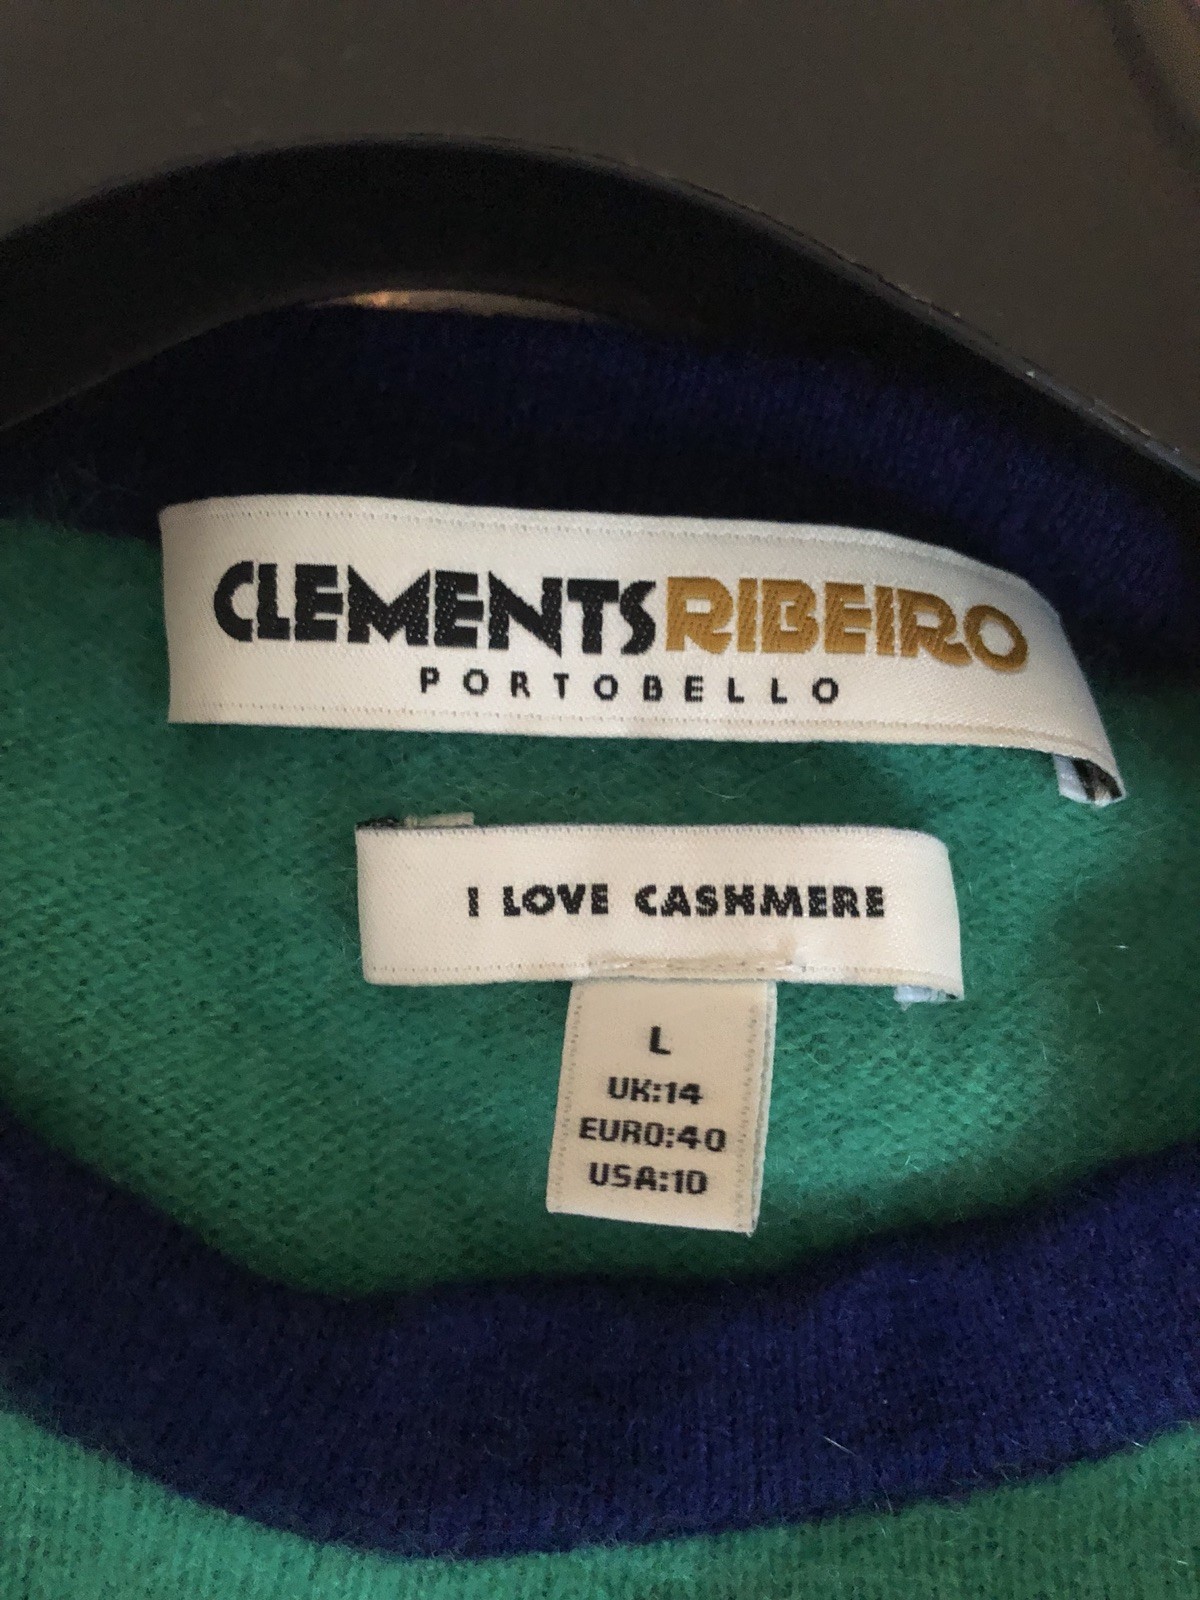 CLEMENTSRIBEIRO
PORTOBELLO
I LOVE CASHMERE
L
UK:14
EURO:40
USA:10